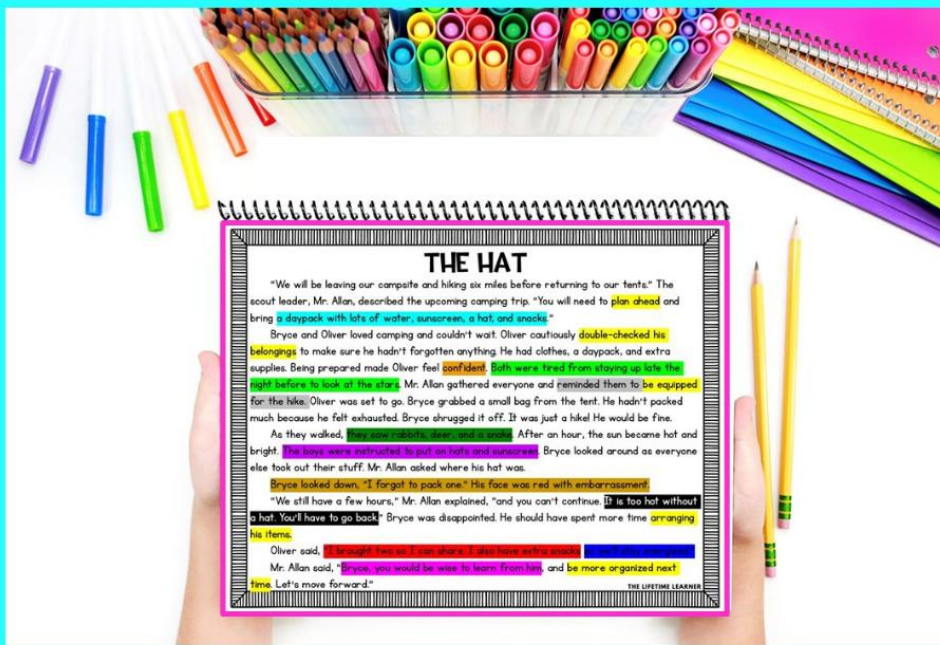 THE HAT
"We will be leaving our campsite and hiking six miles before returning to our tents." The
scout leader, Mr. Allan, described the upcoming camping trip. "You will need to plan ahead and
bring a daypack with lots of water, sunscreen, a hat, and snacks."
Bryce and Oliver loved camping and couldn't wait. Oliver cautiously double-checked his
belongings to make sure he hadn't forgotten anything. He had clothes, a daypack, and extra
supplies. Being prepared made Oliver feel confident. Both were tired from staying up late the
night before to look at the stars. Mr. Allan gathered everyone and reminded them to be equipped
for the hike. Oliver was set to go. Bryce grabbed a small bag from the tent. He hadn't packed
much because he felt exhausted. Bryce shrugged it off. It was just a hike! He would be fine.
As they walked, they saw rabbits, deer, and a snake. After an hour, the sun became hot and
bright. The boys were instructed to put on hats and sunscreen. Bryce looked around as everyone
else took out their stuff. Mr. Allan asked where his hat was.
Bryce looked down, "I forgot to pack one." His face was red with embarrassment.
"We still have a few hours," Mr. Allan explained, "and you can't continue. It is too hot without
a hat. You'll have to go back." Bryce was disappointed. He should have spent more time arranging
his items.
Oliver said, "I brought two so I can share. I also have extra snacks so we'll stay energized."
Mr. Allan said, "Bryce, you would be wise to learn from him, and be more organized next
time. Let's move forward."
THE LIFETIME LEARNER